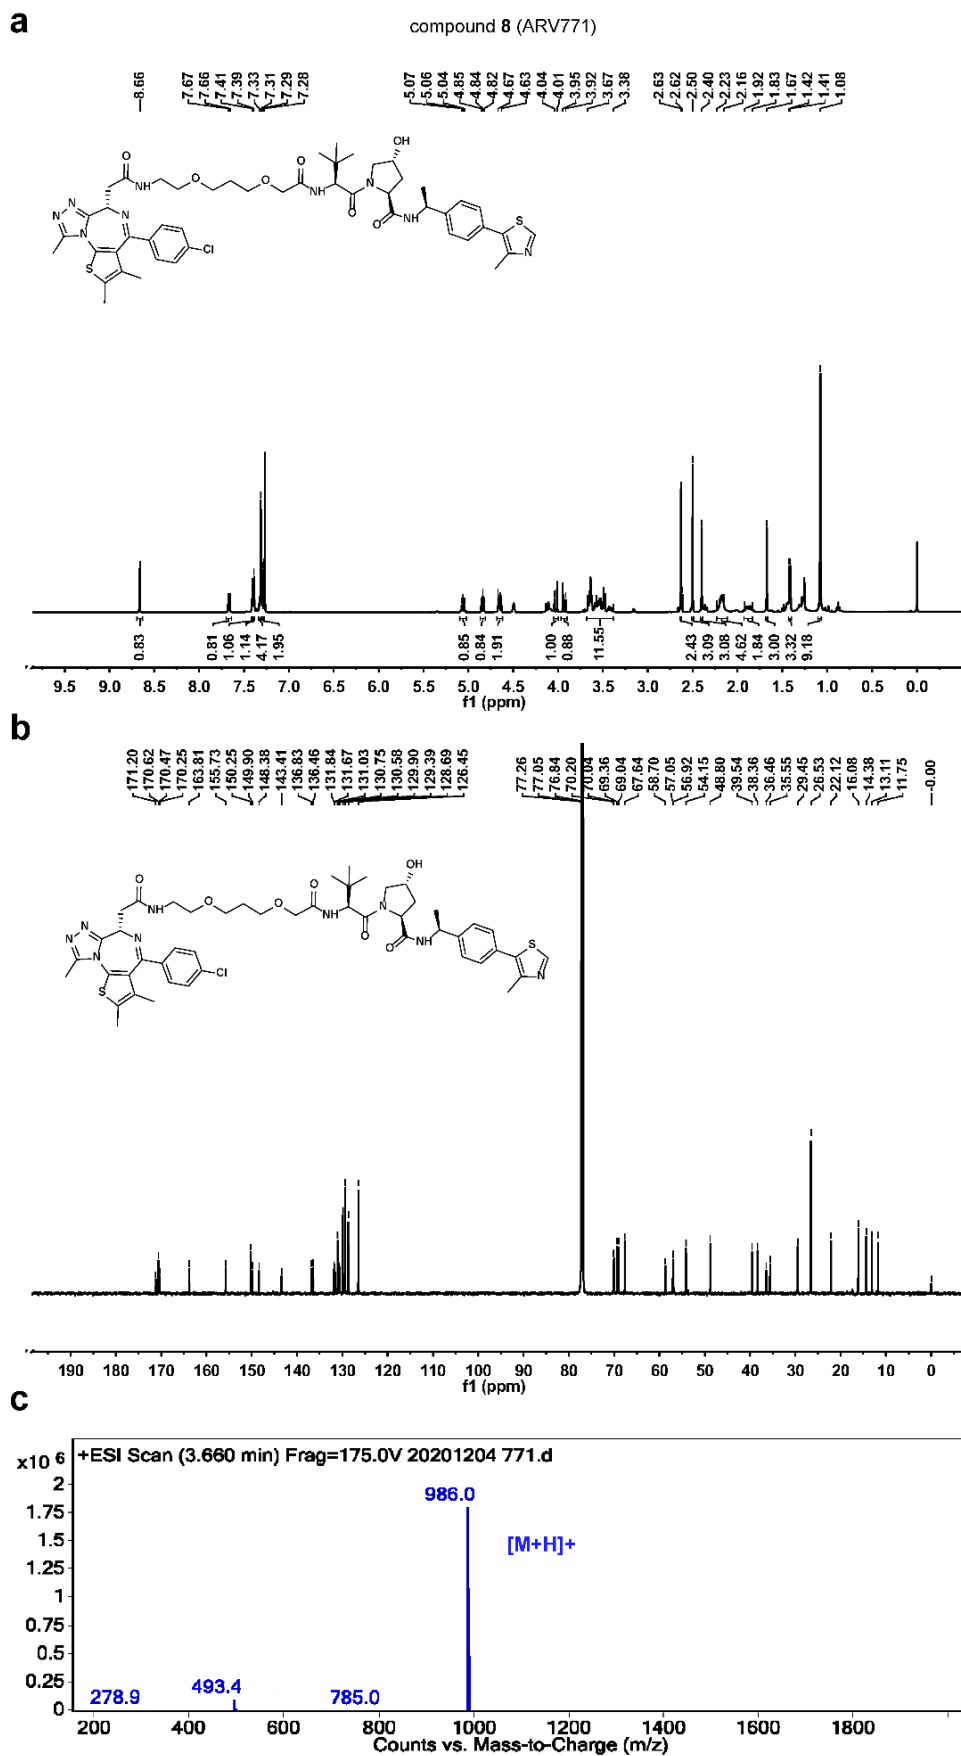 a
compound 8 (ARV771)
8.66 7.67 7.66 7.41 7.39 7.33 7.31 7.29 7.28 5.07 5.06 5.04 4.85 4.84 4.82 4.67 4.63 4.04 4.01 3.95 3.92 3.67 3.38 2.63 2.62 2.50 2.40 2.23 2.16 1.92 1.83 1.67 1.42 1.41 1.08
OH
O O
NH O O NH N O O NH
N N N N Cl S
S N
0.83 0.81 1.06 1.14 4.17 1.95 0.85 0.84 1.91 1.00 0.88 11.55 2.43 3.09 3.08 4.62 1.84 3.00 3.32 9.18
9.5 9.0 8.5 8.0 7.5 7.0 6.5 6.0 5.5 5.0 4.5 4.0 3.5 3.0 2.5 2.0 1.5 1.0 0.5 0.0
f1 (ppm)
b
171.20 170.62 170.47 170.25 163.81 155.73 150.25 149.90 148.38 143.41 136.83 136.46 131.84 131.67 131.03 130.75 130.58 129.90 129.39 128.69 126.45 77.26 77.05 76.84 70.20 70.04 69.36 69.04 67.64 58.70 57.05 56.92 54.15 48.80 39.54 38.36 36.46 35.55 29.45 26.53 22.12 16.08 14.38 13.11 11.75 -0.00
OH
O O
NH O O NH N O O NH
N N N N Cl S
S N
190 180 170 160 150 140 130 120 110 100 90 80 70 60 50 40 30 20 10 0
f1 (ppm)
c
x10 6 +ESI Scan (3.660 min) Frag=175.0V 20201204 771.d
2
986.0
1.75
[M+H]+
1.5
1.25
1
0.75
0.5
0.25
278.9 493.4 785.0
0
200 400 600 800 1000 1200 1400 1600 1800
Counts vs. Mass-to-Charge (m/z)